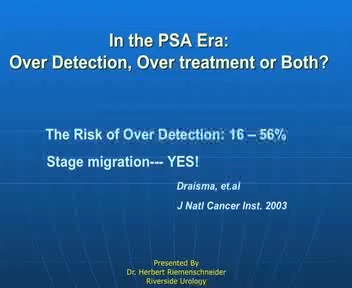 In the PSA Era:
Over Detection, Over treatment or Both?
The Risk of Over Detection: 16 – 56%
Stage migration--- YES!
Draisma, et.al
J Natl Cancer Inst. 2003
Presented By
Dr. Herbert Riemenschneider
Riverside Urology